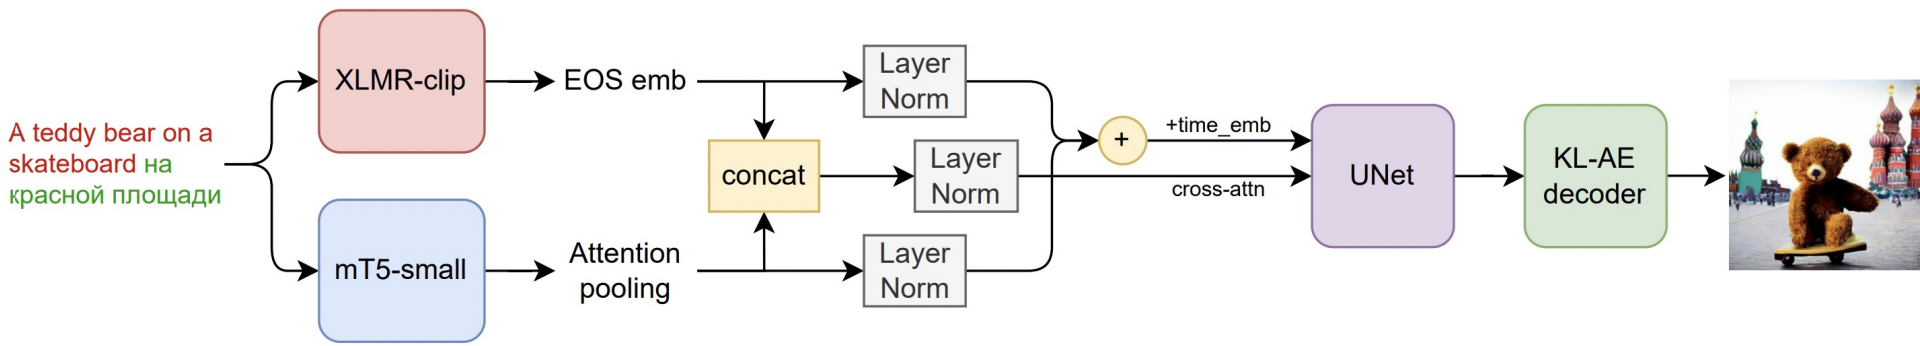 A teddy bear on a
skateboard на
красной площади
XLMR-clip
mT5-small
EOS emb
Attention
pooling
concat
Layer
Norm
Layer
Norm
Layer
Norm
+
+time_emb
cross-attn
UNet
KL-AE
decoder